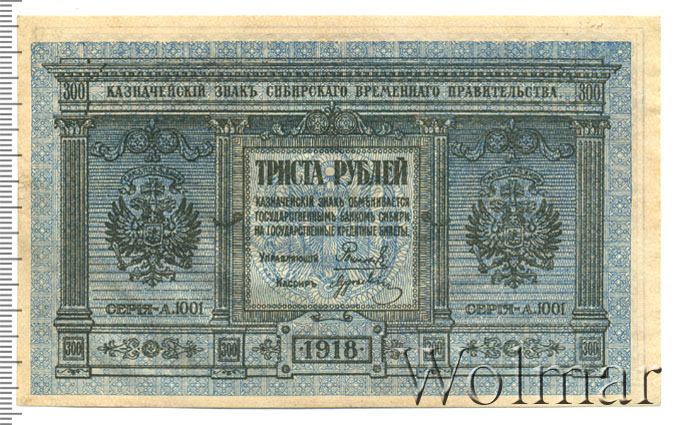 300 КАЗНАЧЕЙСКІЙ ЗНАКЪ СИБИРСКАГО ВРЕМЕННАГО ПРАВИТЕЛЬСТВА. 300
ТРИСТА РУБЛЕЙ
КАЗНАЧЕЙСКІЙ ЗНАКЪ ОБМѢНИВАЕТСЯ
ГОСУДАРСТВЕННЫМЪ БАНКОМЪ СИБИРИ
НА ГОСУДАРСТВЕННЫЕ КРЕДИТНЫЕ БИЛЕТЫ.
УПРАВЛЯЮЩІЙ
КАССИРЪ
СЕРІЯ-А.1001 СЕРІЯ-А.1001
300 300 1918 300 300
Wolmar